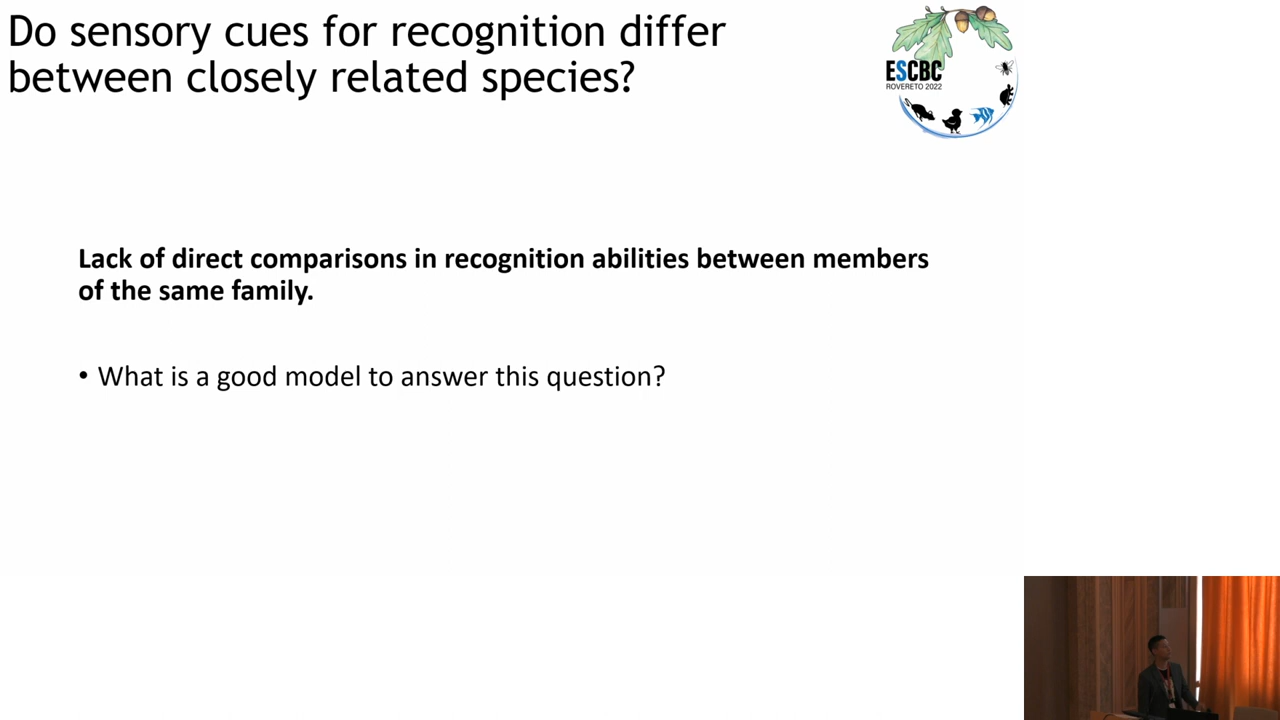 Do sensory cues for recognition differ
between closely related species?
ESCBC
ROVERETO 2022
Lack of direct comparisons in recognition abilities between members
of the same family.
• What is a good model to answer this question?